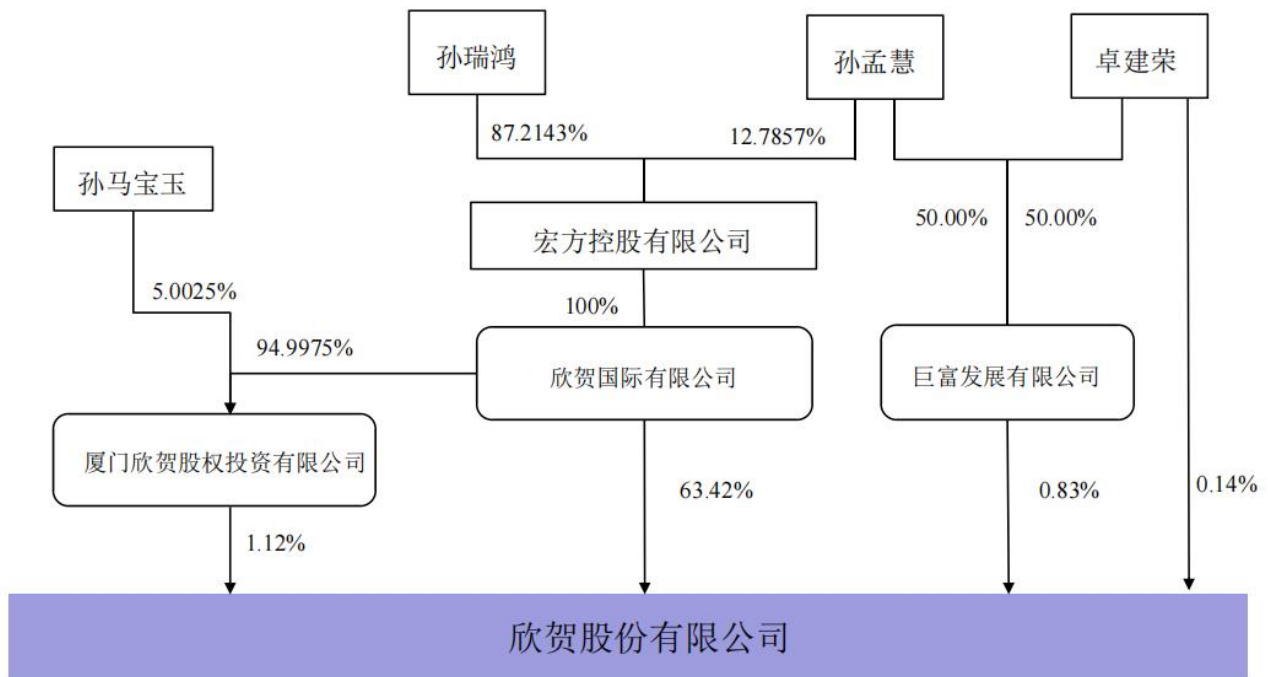 孙瑞鸿
孙孟慧
卓建荣
87.2143%
12.7857%
孙马宝玉
50.00%
50.00%
宏方控股有限公司
5.0025%
100%
94.9975%
欣贺国际有限公司
巨富发展有限公司
厦门欣贺股权投资有限公司
63.42%
0.83%
0.14%
1.12%
欣贺股份有限公司